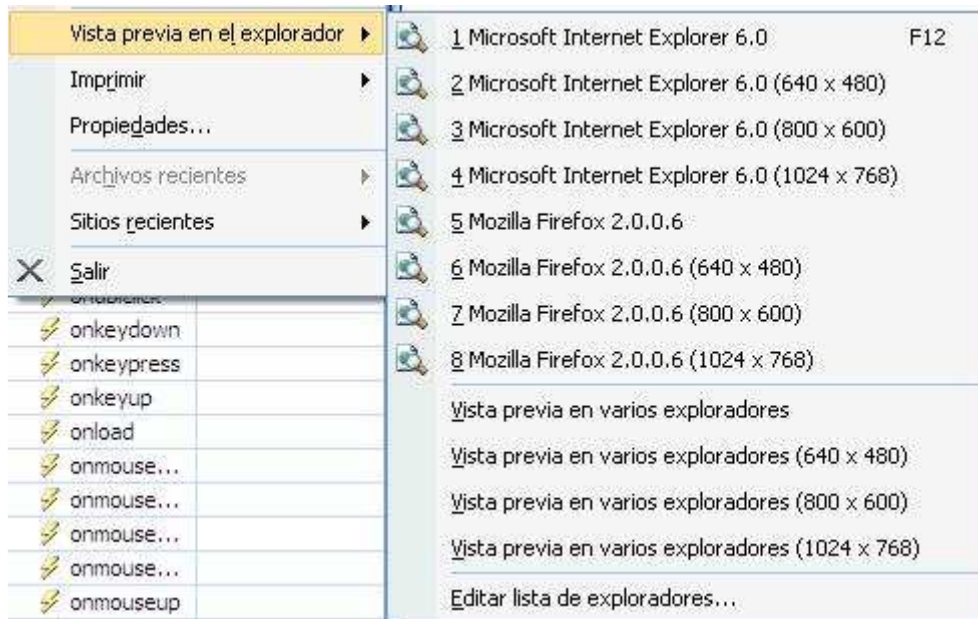 Vista previa en el explorador
Imprimir
Propiedades...
Archivos recientes
Sitios recientes
Salir
onkeydown
onkeypress
onkeyup
onload
onmouse...
onmouse...
onmouse...
onmouse...
onmouseup
1 Microsoft Internet Explorer 6.0 F12
2 Microsoft Internet Explorer 6.0 (640 x 480)
3 Microsoft Internet Explorer 6.0 (800 x 600)
4 Microsoft Internet Explorer 6.0 (1024 x 768)
5 Mozilla Firefox 2.0.0.6
6 Mozilla Firefox 2.0.0.6 (640 x 480)
7 Mozilla Firefox 2.0.0.6 (800 x 600)
8 Mozilla Firefox 2.0.0.6 (1024 x 768)
Vista previa en varios exploradores
Vista previa en varios exploradores (640 x 480)
Vista previa en varios exploradores (800 x 600)
Vista previa en varios exploradores (1024 x 768)
Editar lista de exploradores...